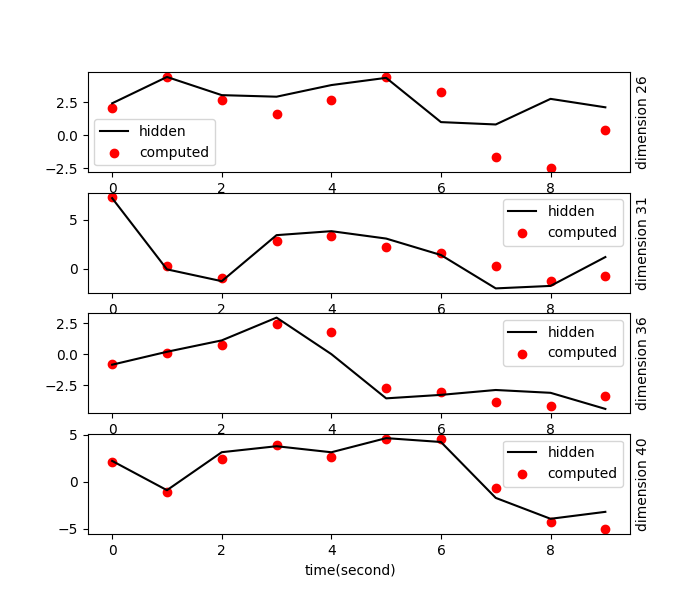 2.5
0.0
−2.5
hidden
computed
dimension 26
0 2 4 6 8
5
0
hidden
computed
dimension 31
0 2 4 6 8
2.5
0.0
−2.5
hidden
computed
dimension 36
0 2 4 6 8
5
0
−5
hidden
computed
dimension 40
0 2 4 6 8
time(second)